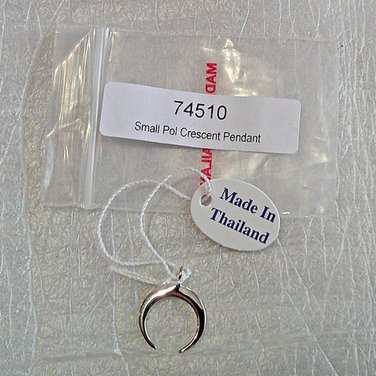 74510
Small Pol Crescent Pendant
Made In
Thailand